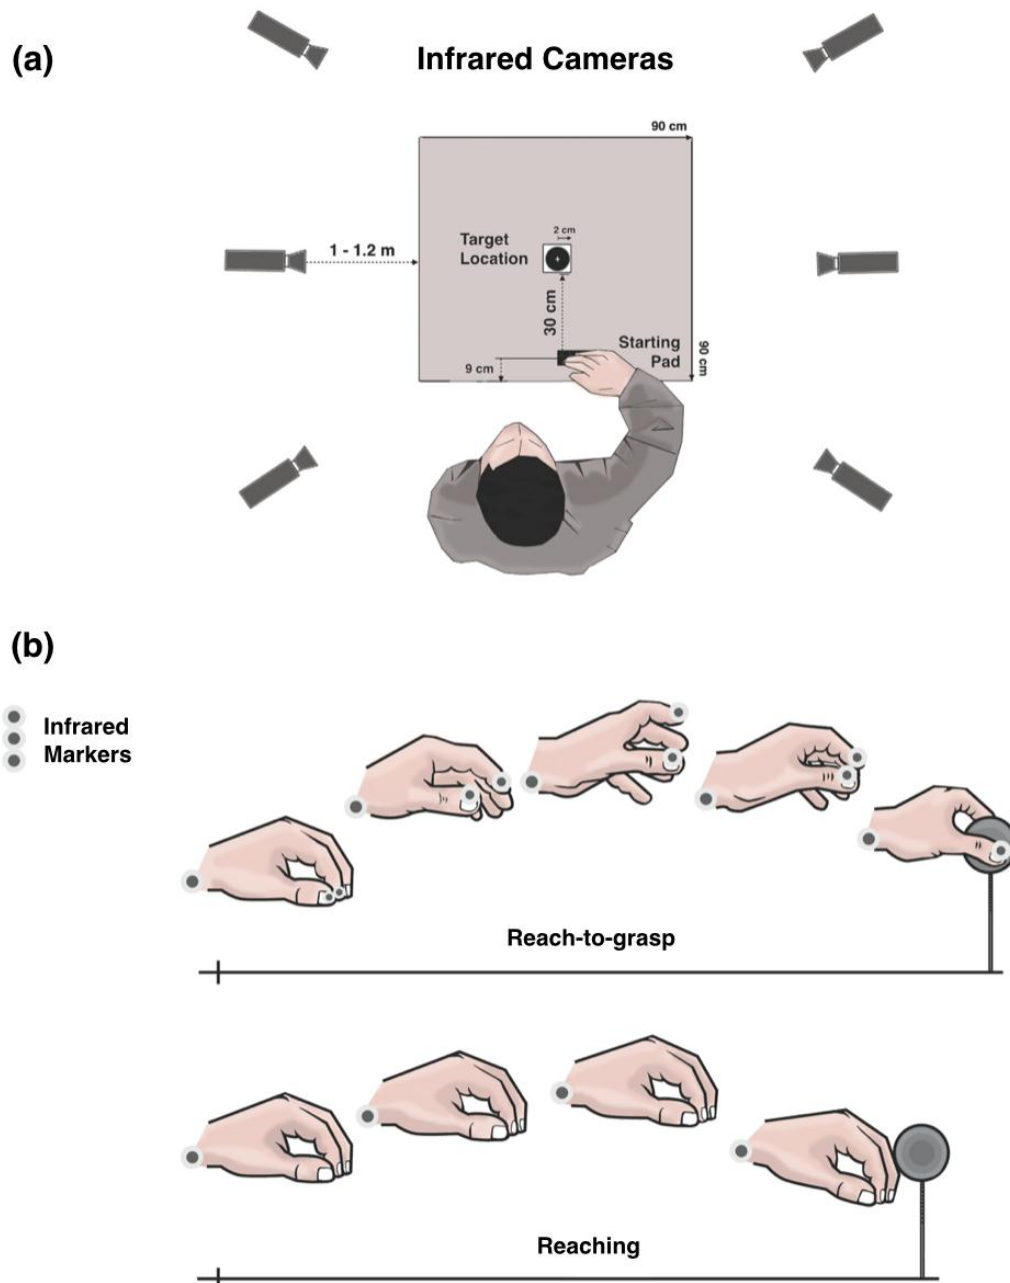 (a)
Infrared Cameras
90 cm
2 cm
Target
Location
1 - 1.2 m
30 cm
Starting
Pad
90 cm
9 cm
(b)
Infrared
Markers
Reach-to-grasp
Reaching